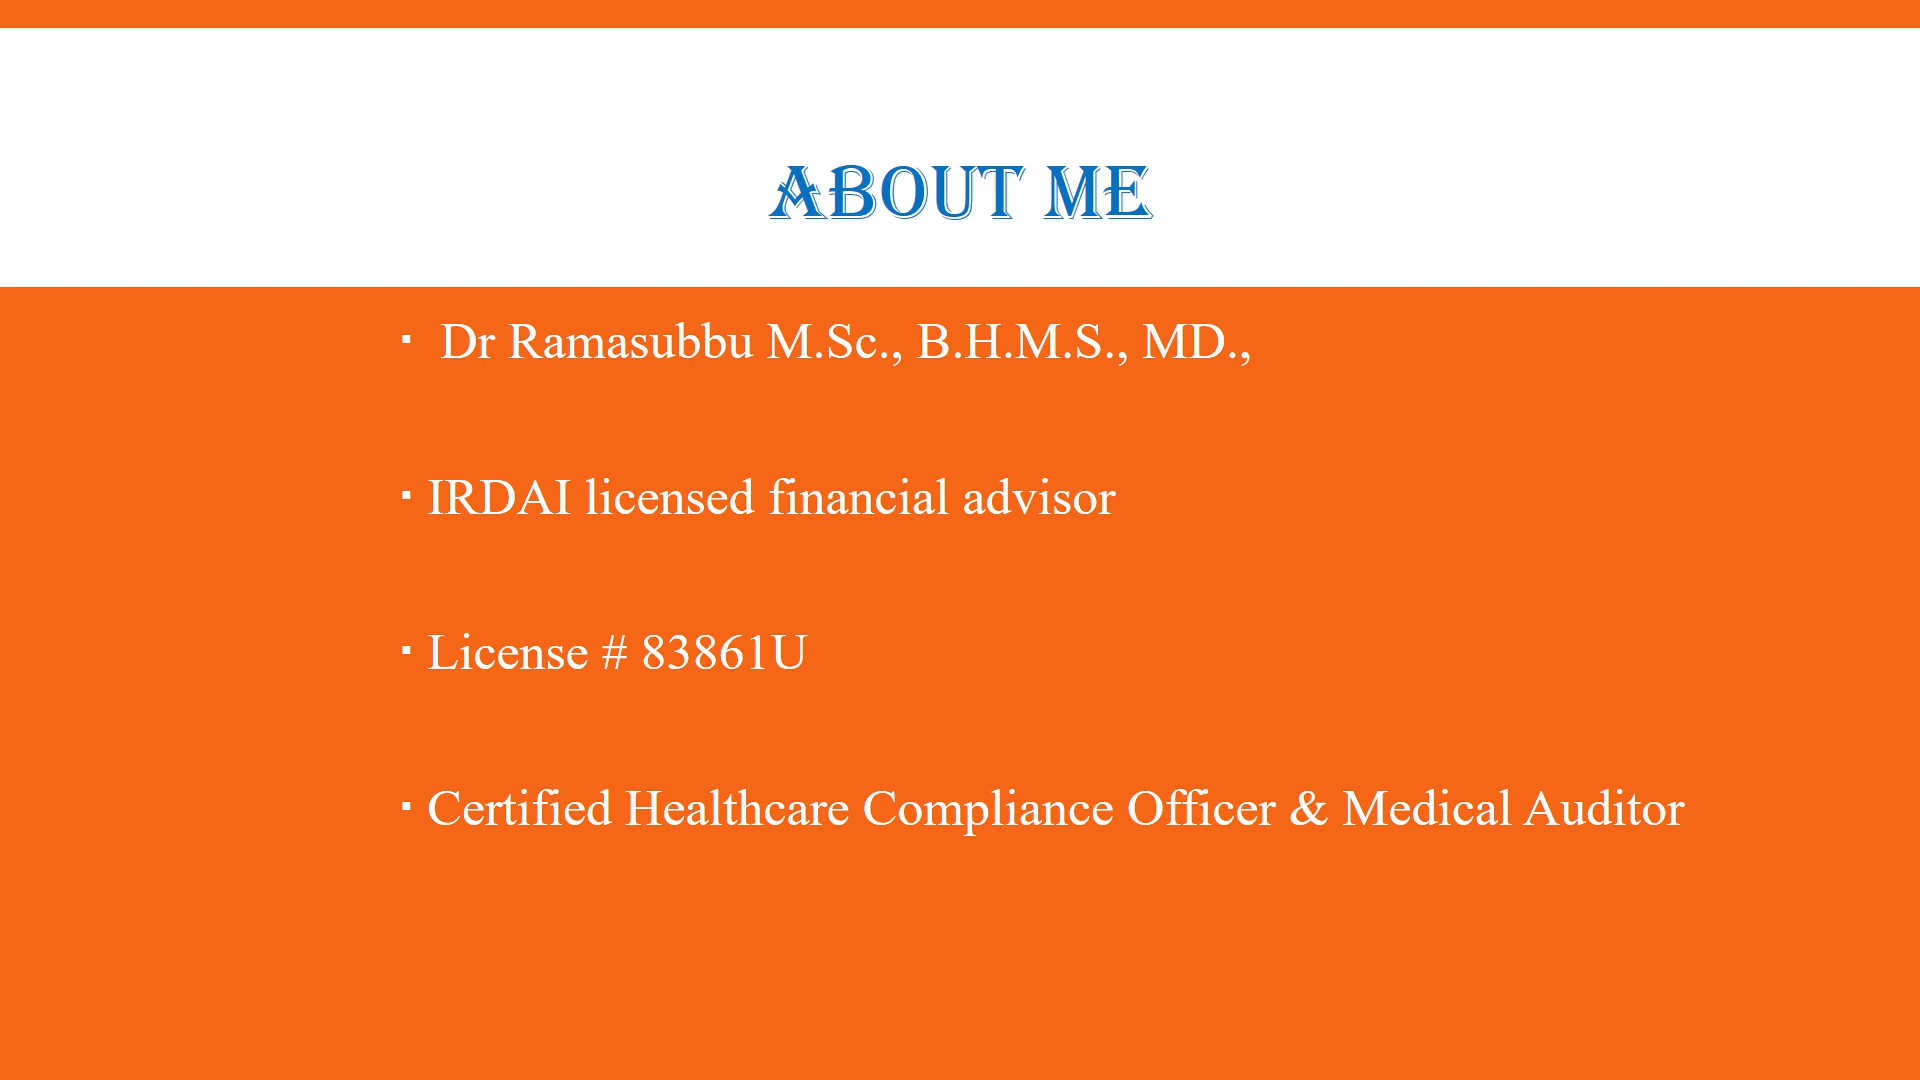 ABOUT ME
▪ Dr Ramasubbu M.Sc., B.H.M.S., MD.,
▪ IRDAI licensed financial advisor
▪ License # 83861U
▪ Certified Healthcare Compliance Officer & Medical Auditor